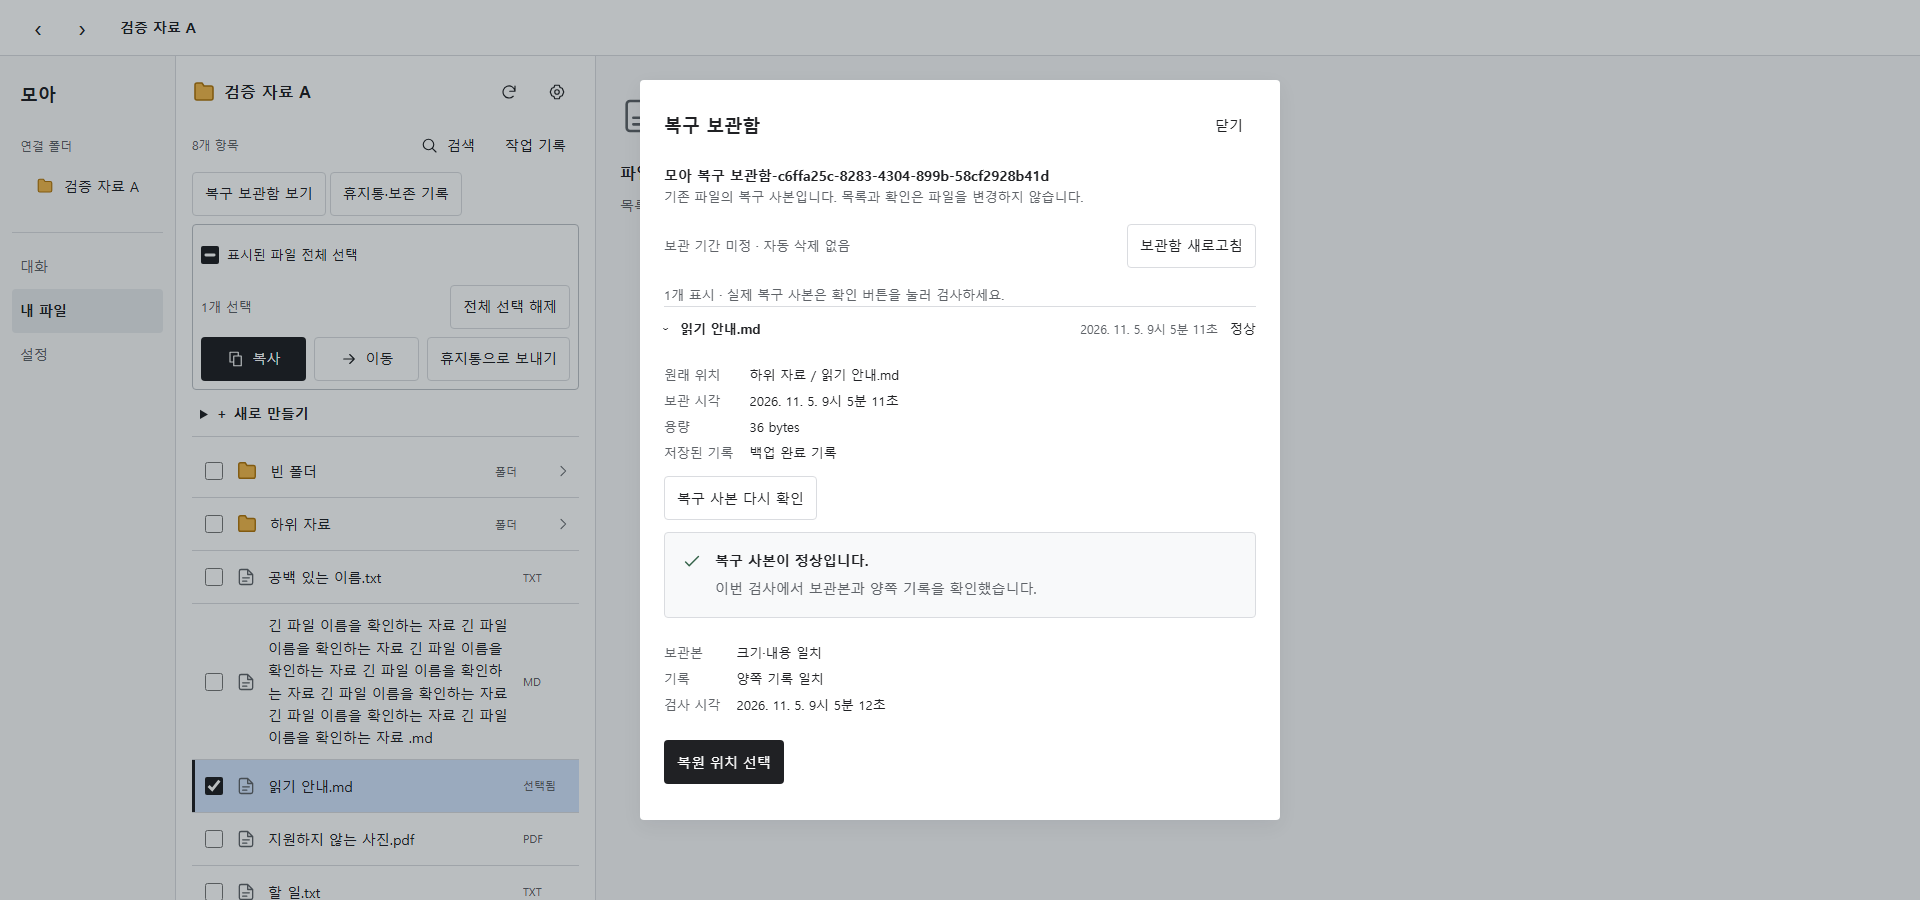 검증 자료 A
모아
연결 폴더
검증 자료 A
대화
내 파일
설정
검증 자료 A
8개 항목
검색
작업 기록
복구 보관함 보기
휴지통·보존 기록
표시된 파일 전체 선택
1개 선택
전체 선택 해제
복사
이동
휴지통으로 보내기
+ 새로 만들기
빈 폴더 폴더
하위 자료 폴더
공백 있는 이름.txt TXT
긴 파일 이름을 확인하는 자료 긴 파일
이름을 확인하는 자료 긴 파일 이름을
확인하는 자료 긴 파일 이름을 확인하
는 자료 긴 파일 이름을 확인하는 자료
긴 파일 이름을 확인하는 자료 긴 파일
이름을 확인하는 자료 .md
MD
읽기 안내.md 선택됨
지원하지 않는 사진.pdf PDF
할 일.txt TXT
목록
복구 보관함
닫기
모아 복구 보관함-c6ffa25c-8283-4304-899b-58cf2928b41d
기존 파일의 복구 사본입니다. 목록과 확인은 파일을 변경하지 않습니다.
보관 기간 미정 · 자동 삭제 없음
보관함 새로고침
1개 표시 · 실제 복구 사본은 확인 버튼을 눌러 검사하세요.
읽기 안내.md 2026. 11. 5. 9시 5분 11초 정상
원래 위치 하위 자료 / 읽기 안내.md
보관 시각 2026. 11. 5. 9시 5분 11초
용량 36 bytes
저장된 기록 백업 완료 기록
복구 사본 다시 확인
복구 사본이 정상입니다.
이번 검사에서 보관본과 양쪽 기록을 확인했습니다.
보관본 크기·내용 일치
기록 양쪽 기록 일치
검사 시각 2026. 11. 5. 9시 5분 12초
복원 위치 선택